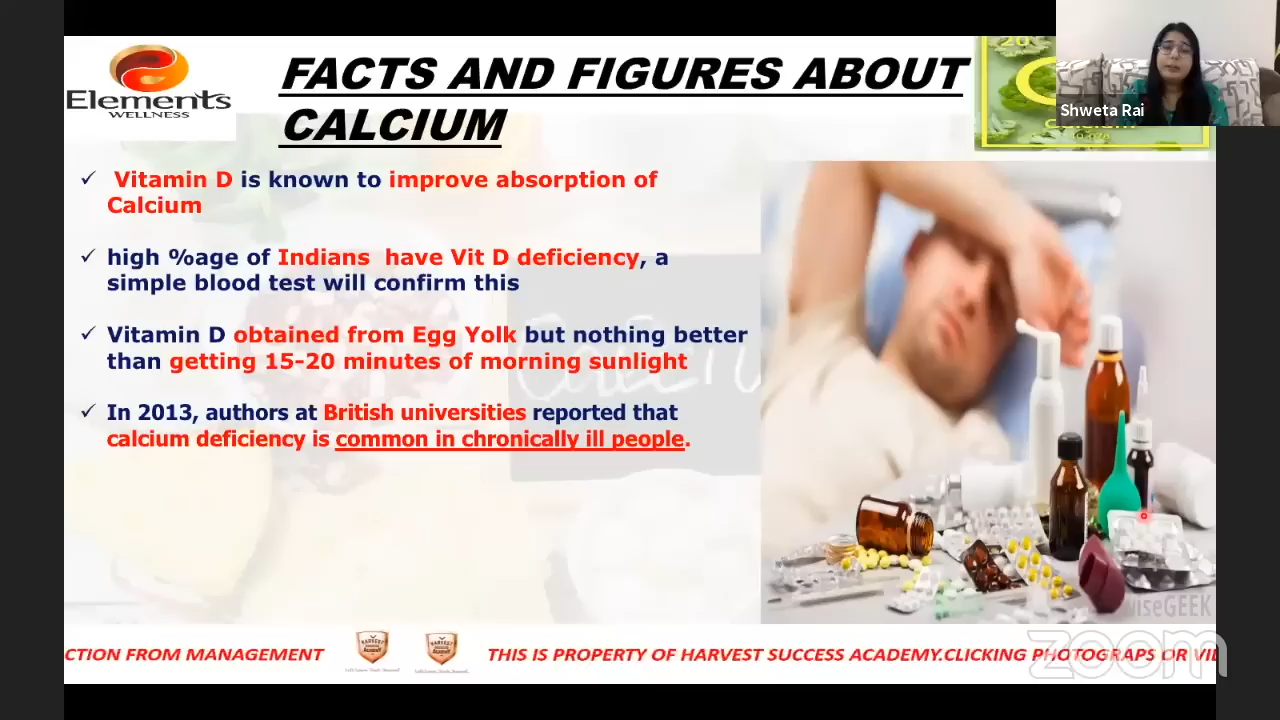 Elements
WELLNESS
FACTS AND FIGURES ABOUT
CALCIUM
Shweta Rai
Calcium
✓ Vitamin D is known to improve absorption of
Calcium
✓ high %age of Indians have Vit D deficiency, a
simple blood test will confirm this
✓ Vitamin D obtained from Egg Yolk but nothing better
than getting 15-20 minutes of morning sunlight
✓ In 2013, authors at British universities reported that
calcium deficiency is common in chronically ill people.
wiseGEEK
zoom
CTION FROM MANAGEMENT
THIS IS PROPERTY OF HARVEST SUCCESS ACADEMY.CLICKING PHOTOGRAPS OR VI